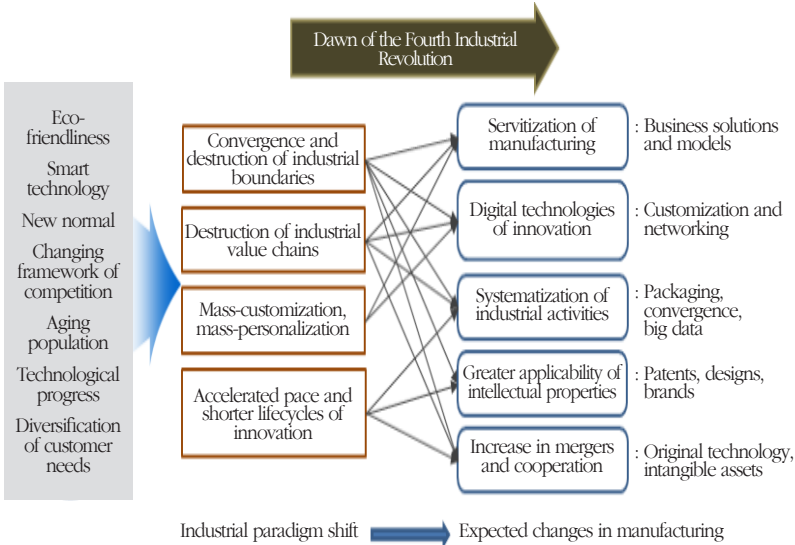 Dawn of the Fourth Industrial
Revolution
Eco-
friendliness
Smart
technology
New normal
Changing
framework of
competition
Aging
population
Technological
progress
Diversification
of customer
needs
Convergence and
destruction of industrial
boundaries
Destruction of industrial
value chains
Mass-customization,
mass-personalization
Accelerated pace and
shorter lifecycles of
innovation
Servitization of
manufacturing
: Business solutions
and models
Digital technologies
of innovation
: Customization and
networking
Systematization of
industrial activities
: Packaging,
convergence,
big data
Greater applicability of
intellectual properties
: Patents, designs,
brands
Increase in mergers
and cooperation
: Original technology,
intangible assets
Industrial paradigm shift
Expected changes in manufacturing